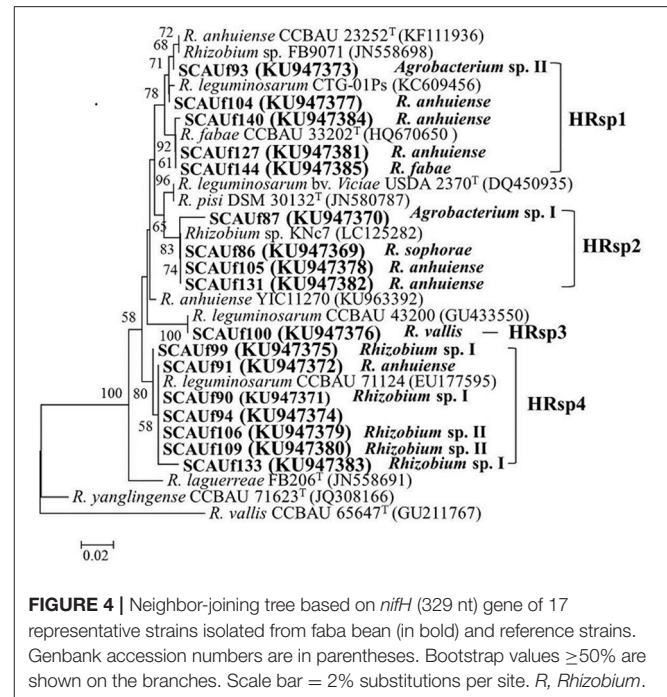 72
R. anhuiense CCBAU 23252T (KF111936)
68
Rhizobium sp. FB9071 (JN558698)
71
SCAUf93 (KU947373) Agrobacterium sp. II
R. leguminosarum CTG-01Ps (KC609456)
78
SCAUf104 (KU947377) R. anhuiense
SCAUf140 (KU947384) R. anhuiense
HRsp1
R. fabae CCBAU 33202T (HQ670650)
92
SCAUf127 (KU947381) R. anhuiense
61
SCAUf144 (KU947385) R. fabae
96
R. leguminosarum bv. Viciae USDA 2370T (DQ450935)
R. pisi DSM 30132T (JN580787)
SCAUf87 (KU947370) Agrobacterium sp. I
65
Rhizobium sp. KNc7 (LC125282)
83
SCAUf86 (KU947369) R. sophorae
HRsp2
74
SCAUf105 (KU947378) R. anhuiense
SCAUf131 (KU947382) R. anhuiense
R. anhuiense YIC11270 (KU963392)
58
R. leguminosarum CCBAU 43200 (GU433550)
100
SCAUf100 (KU947376) R. vallis — HRsp3
SCAUf99 (KU947375) Rhizobium sp. I
SCAUf91 (KU947372) R. anhuiense
100
80
R. leguminosarum CCBAU 71124 (EU177595)
SCAUf90 (KU947371) Rhizobium sp. I
HRsp4
SCAUf94 (KU947374)
58
SCAUf106 (KU947379) Rhizobium sp. II
SCAUf109 (KU947380) Rhizobium sp. II
SCAUf133 (KU947383) Rhizobium sp. I
R. laguerreae FB206T (JN558691)
R. yanglingense CCBAU 71623T (JQ308166)
R. vallis CCBAU 65647T (GU211767)
0.02
FIGURE 4 | Neighbor-joining tree based on nifH (329 nt) gene of 17
representative strains isolated from faba bean (in bold) and reference strains.
Genbank accession numbers are in parentheses. Bootstrap values ≥50% are
shown on the branches. Scale bar = 2% substitutions per site. R, Rhizobium.